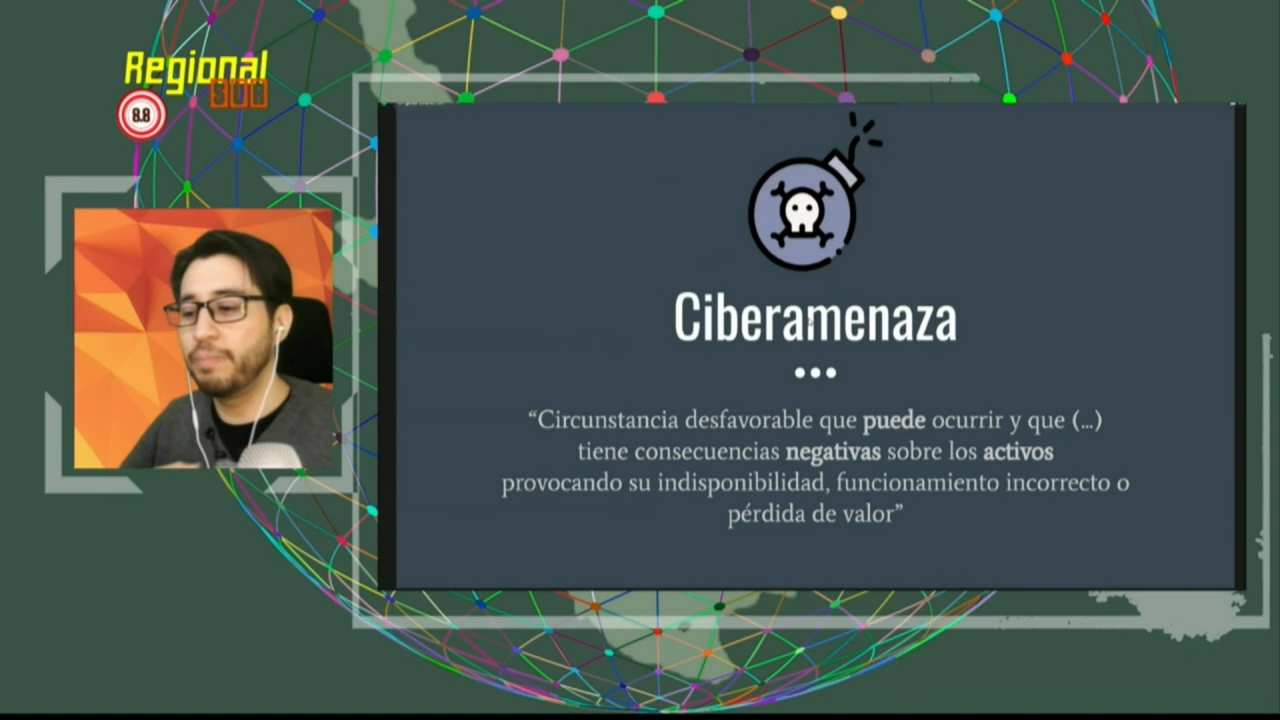 Regional
SUR
8.8
Ciberamenaza
“Circunstancia desfavorable que puede ocurrir y que (...)
tiene consecuencias negativas sobre los activos
provocando su indisponibilidad, funcionamiento incorrecto o
pérdida de valor”